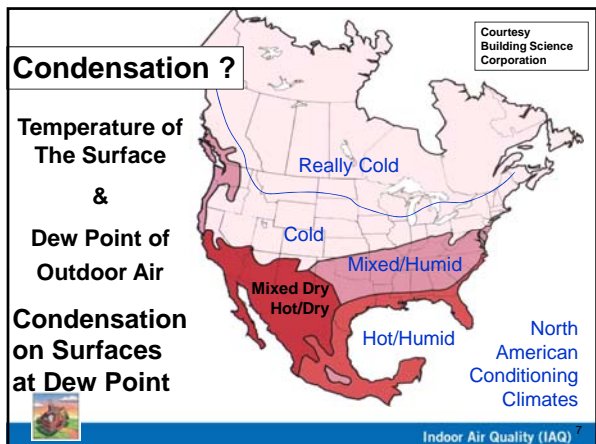 Condensation ?
Courtesy
Building Science
Corporation
Temperature of
The Surface
&
Dew Point of
Outdoor Air
Condensation
on Surfaces
at Dew Point
Really Cold
Cold
Mixed/Humid
Mixed Dry
Hot/Dry
Hot/Humid
North
American
Conditioning
Climates
Indoor Air Quality (IAQ) 7